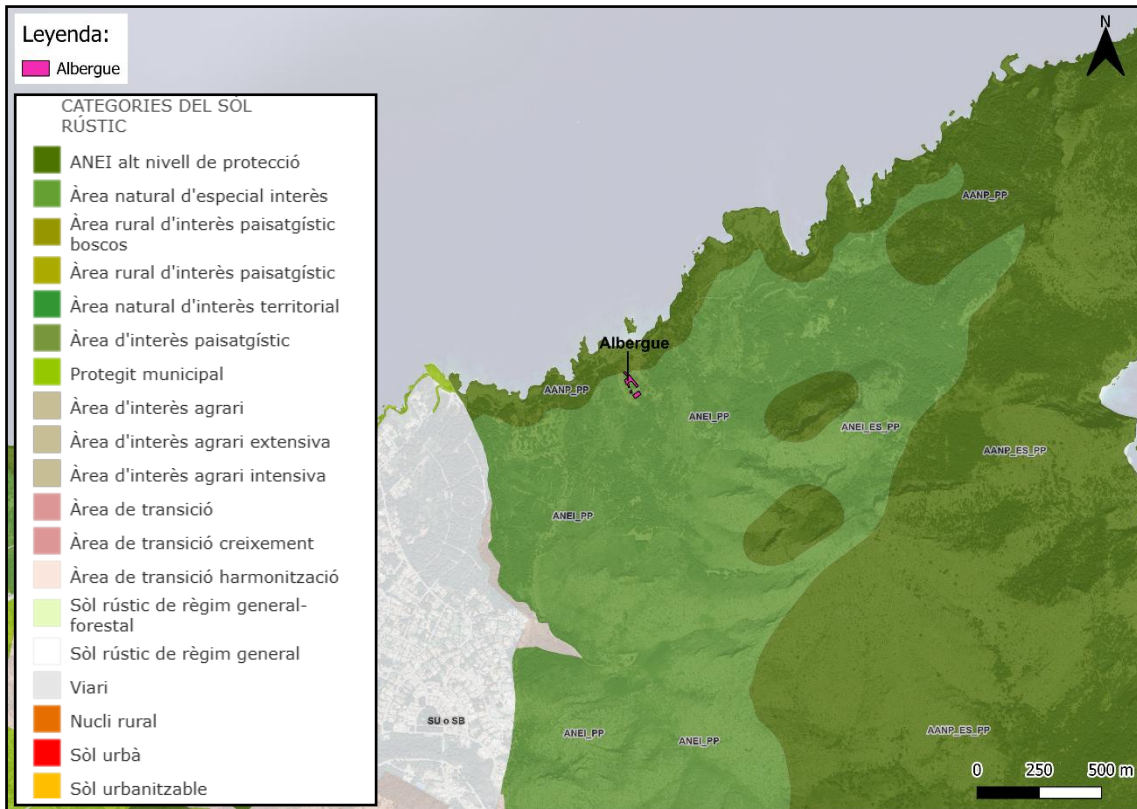 Leyenda:
Albergue
CATEGORIES DEL SÒL
RÚSTIC
ANEI alt nivell de protecció
Àrea natural d'especial interès
Àrea rural d'interès paisatgístic
boscos
Àrea rural d'interès paisatgístic
Àrea natural d'interès territorial
Àrea d'interès paisatgístic
Protegit municipal
Àrea d'interès agrari
Àrea d'interès agrari extensiva
Àrea d'interès agrari intensiva
Àrea de transició
Àrea de transició creixement
Àrea de transició harmonització
Sòl rústic de règim general-
forestal
Sòl rústic de règim general
Viari
Nucli rural
Sòl urbà
Sòl urbanitzable
N
AANP_PP
Albergue
AANP_PP
ANEI_PP
ANEI_ES_PP
AANP_ES_PP
ANEI_PP
SU o SB
ANEI_PP
ANEI_PP
AANP_ES_PP
0 250 500 m